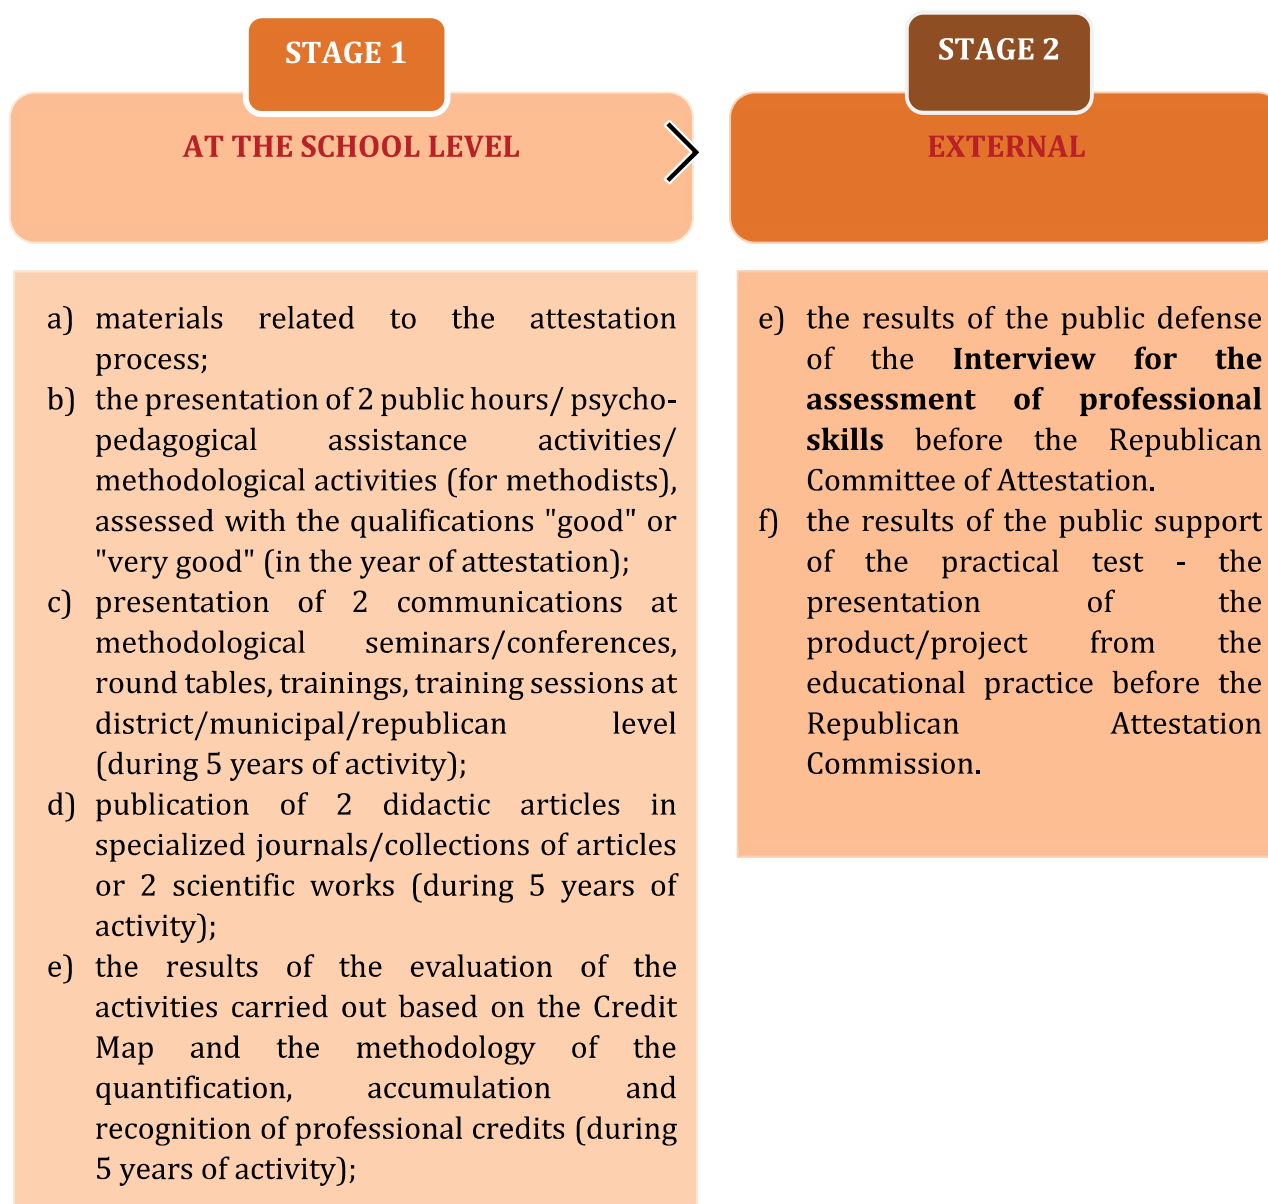 STAGE 1
AT THE SCHOOL LEVEL
a) materials related to the attestation
process;
b) the presentation of 2 public hours/ psycho-
pedagogical assistance activities/
methodological activities (for methodists),
assessed with the qualifications "good" or
"very good" (in the year of attestation);
c) presentation of 2 communications at
methodological seminars/conferences,
round tables, trainings, training sessions at
district/municipal/republican level
(during 5 years of activity);
d) publication of 2 didactic articles in
specialized journals/collections of articles
or 2 scientific works (during 5 years of
activity);
e) the results of the evaluation of the
activities carried out based on the Credit
Map and the methodology of the
quantification, accumulation and
recognition of professional credits (during
5 years of activity);
STAGE 2
EXTERNAL
e) the results of the public defense
of the Interview for the
assessment of professional
skills before the Republican
Committee of Attestation.
f) the results of the public support
of the practical test - the
presentation of the
product/project from the
educational practice before the
Republican Attestation
Commission.